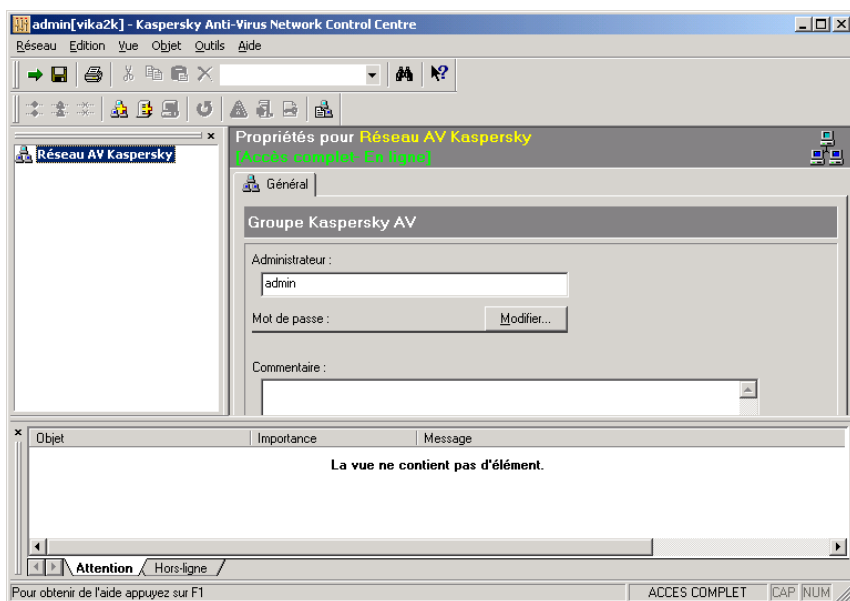 admin[vika2k] - Kaspersky Anti-Virus Network Control Centre
Réseau Edition Vue Objet Outils Aide
Réseau AV Kaspersky
Propriétés pour Réseau AV Kaspersky
[Accès complet- En ligne]
Général
Groupe Kaspersky AV
Administrateur :
admin
Mot de passe :
Modifier...
Commentaire :
Objet Importance Message
La vue ne contient pas d'élément.
Attention Hors-ligne
Pour obtenir de l'aide appuyez sur F1 ACCES COMPLET CAP NUM